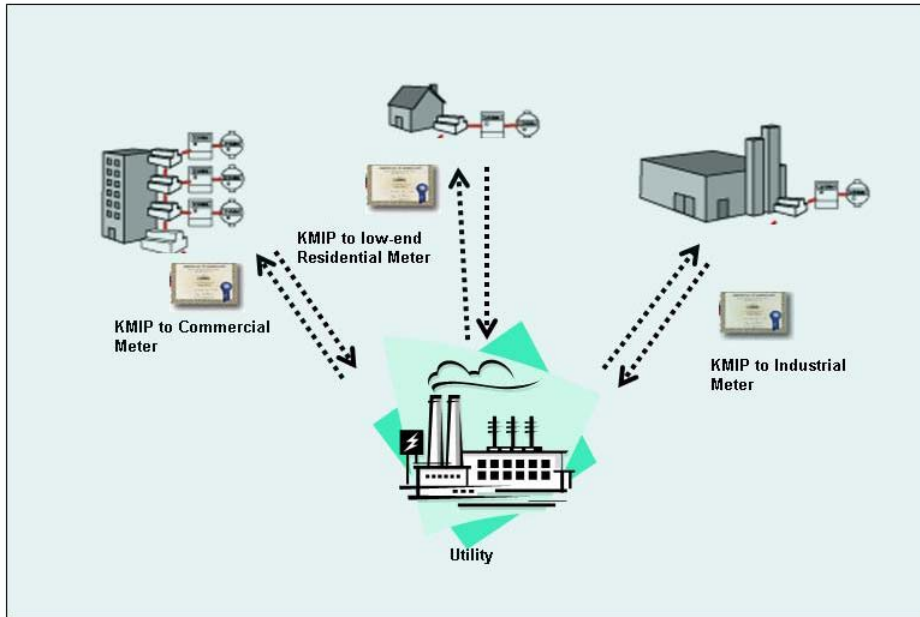 KMIP to low-end
Residential Meter
KMIP to Commercial
Meter
KMIP to Industrial
Meter
Utility